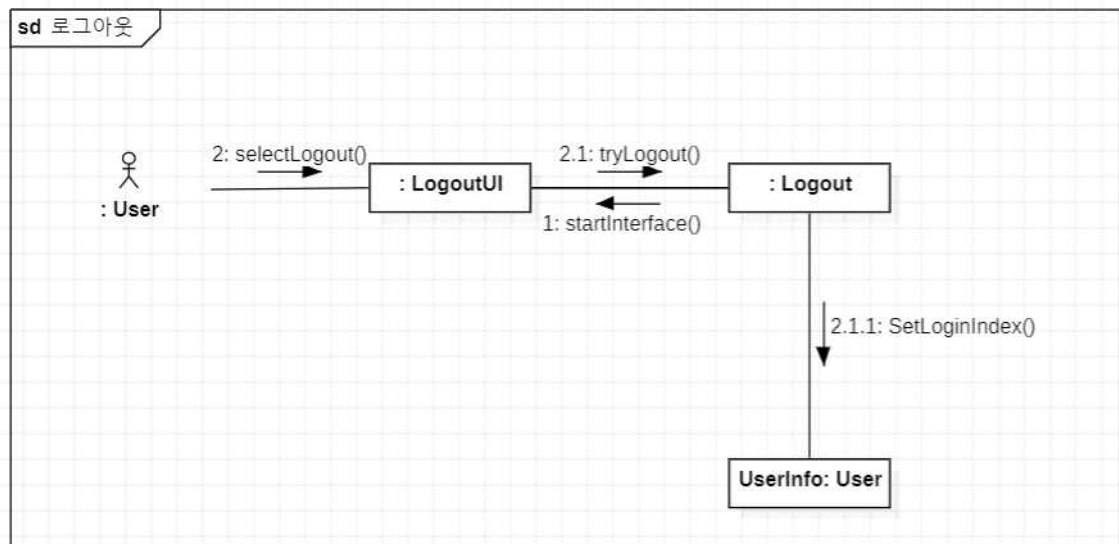 sd 로그아웃
2: selectLogout()
2.1: tryLogout()
: LogoutUI
: Logout
: User
1: startInterface()
2.1.1: SetLoginIndex()
UserInfo: User